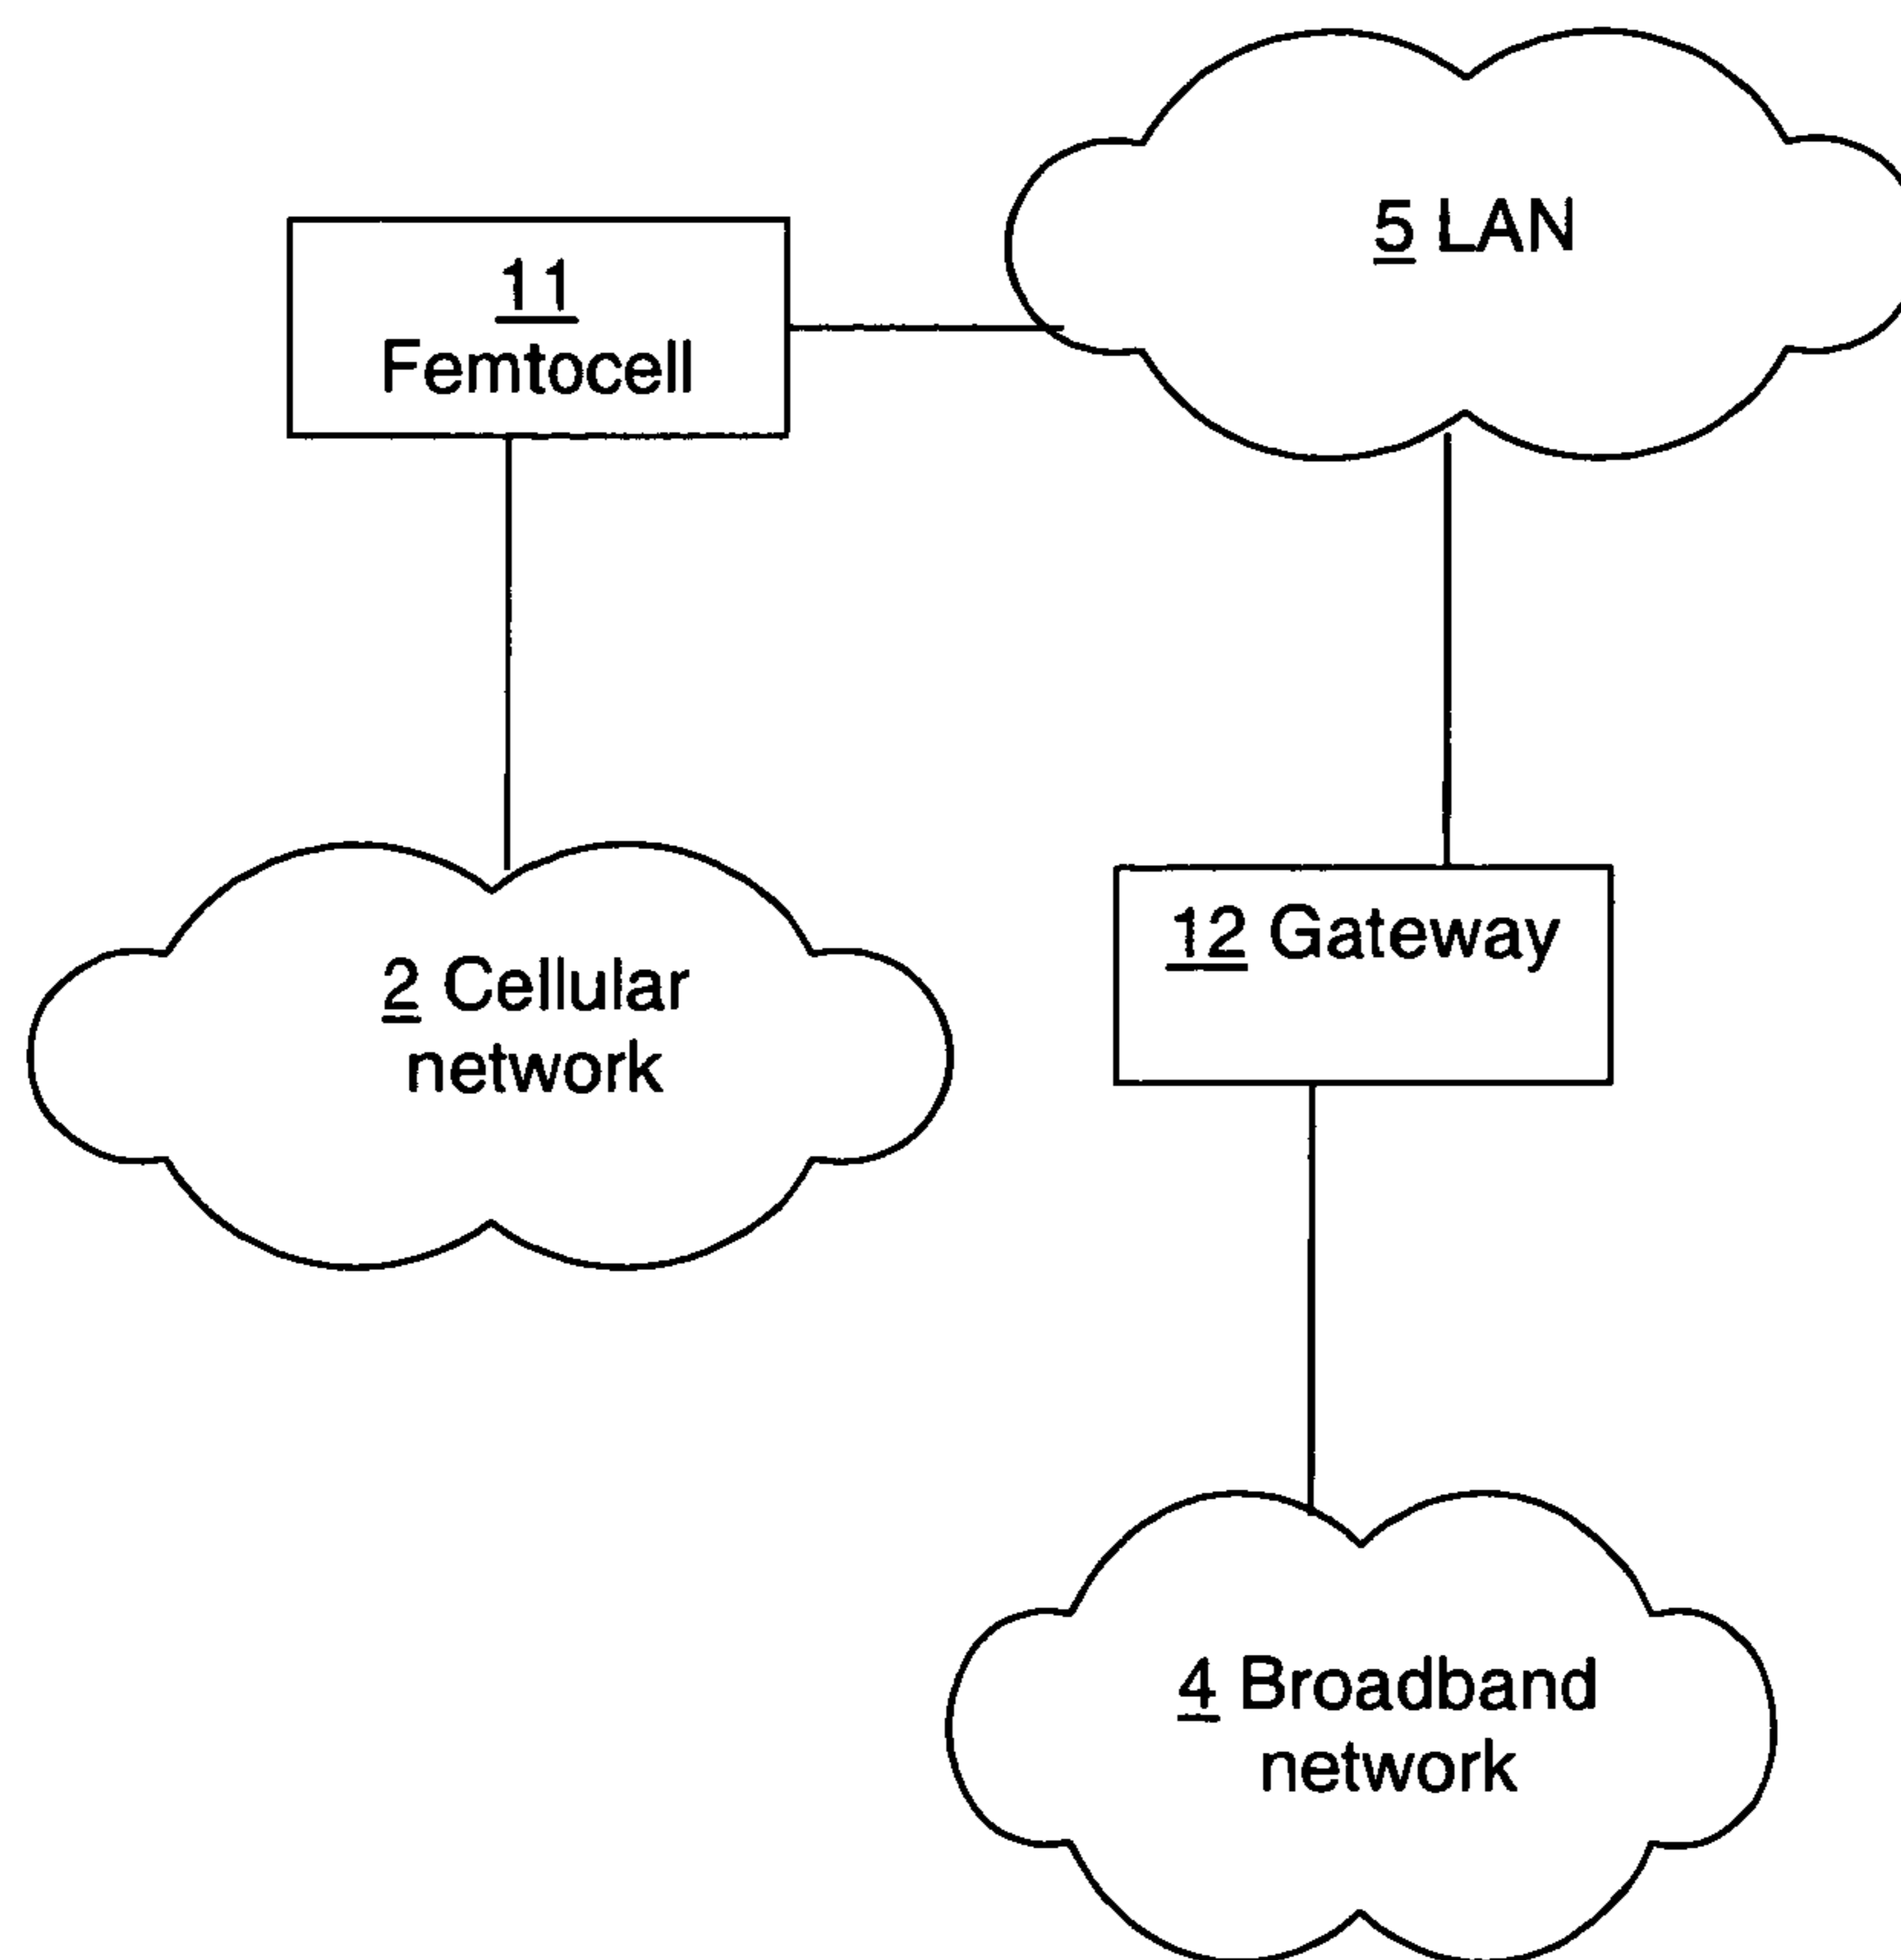 5 LAN
11
Femtocell
12 Gateway
2 Cellular
network
4 Broadband
network